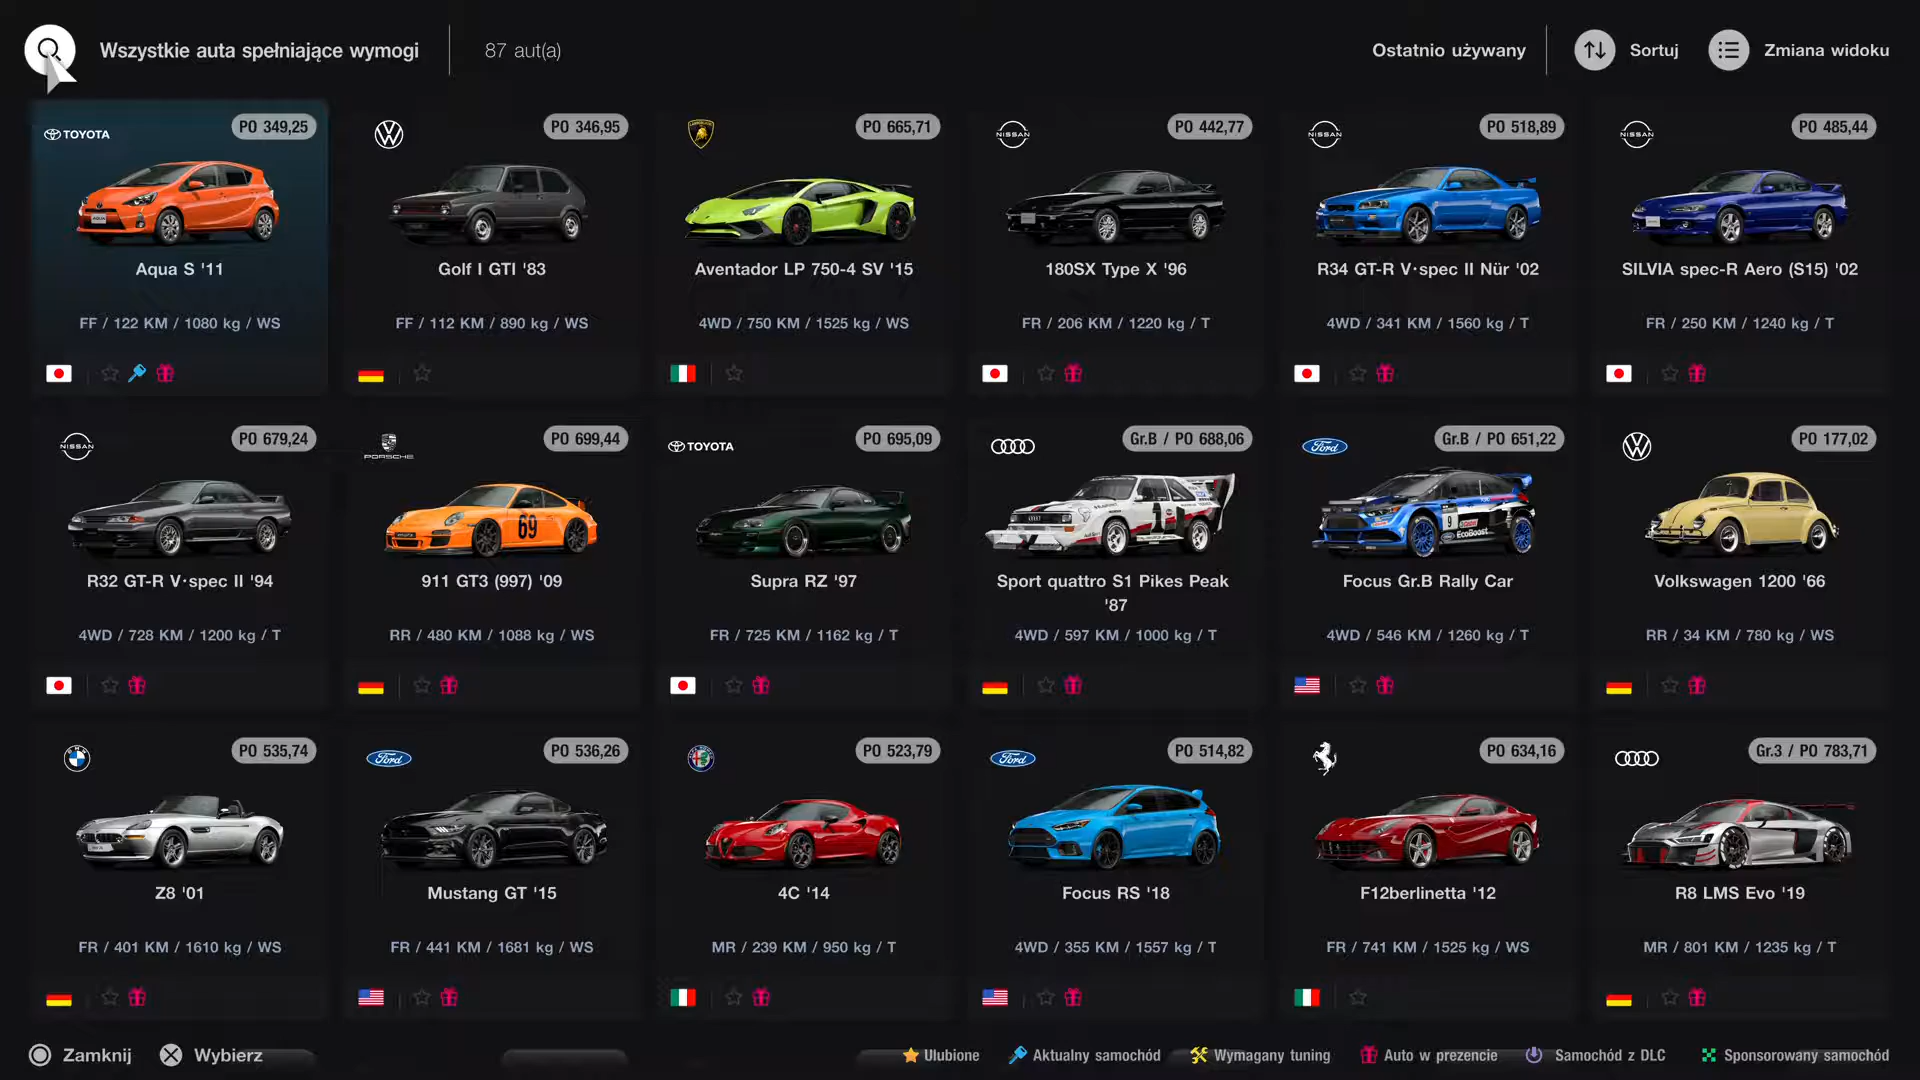 Wszystkie auta spełniające wymogi
87 aut(a)
Ostatnio używany
Sortuj
Zmiana widoku
TOYOTA
PO 349,25
Aqua S '11
FF / 122 KM / 1080 kg / WS
PO 346,95
Golf I GTI '83
FF / 112 KM / 890 kg / WS
PO 665,71
Aventador LP 750-4 SV '15
4WD / 750 KM / 1525 kg / WS
NISSAN
PO 442,77
180SX Type X '96
FR / 206 KM / 1220 kg / T
NISSAN
PO 518,89
R34 GT-R V·spec II Nür '02
4WD / 341 KM / 1560 kg / T
NISSAN
PO 485,44
SILVIA spec-R Aero (S15) '02
FR / 250 KM / 1240 kg / T
NISSAN
PO 679,24
R32 GT-R V·spec II '94
4WD / 728 KM / 1200 kg / T
PORSCHE
PO 699,44
69
911 GT3 (997) '09
RR / 480 KM / 1088 kg / WS
TOYOTA
PO 695,09
Supra RZ '97
FR / 725 KM / 1162 kg / T
Gr.B / PO 688,06
1
Sport quattro S1 Pikes Peak
'87
4WD / 597 KM / 1000 kg / T
Ford
Gr.B / PO 651,22
9
EcoBoost
Focus Gr.B Rally Car
4WD / 546 KM / 1260 kg / T
PO 177,02
Volkswagen 1200 '66
RR / 34 KM / 780 kg / WS
BMW
PO 535,74
Z8 '01
FR / 401 KM / 1610 kg / WS
Ford
PO 536,26
Mustang GT '15
FR / 441 KM / 1681 kg / WS
PO 523,79
4C '14
MR / 239 KM / 950 kg / T
Ford
PO 514,82
Focus RS '18
4WD / 355 KM / 1557 kg / T
PO 634,16
F12berlinetta '12
FR / 741 KM / 1525 kg / WS
Gr.3 / PO 783,71
R8 LMS Evo '19
MR / 801 KM / 1235 kg / T
Zamknij
Wybierz
Ulubione
Aktualny samochód
Wymagany tuning
Auto w prezencie
Samochód z DLC
Sponsorowany samochód